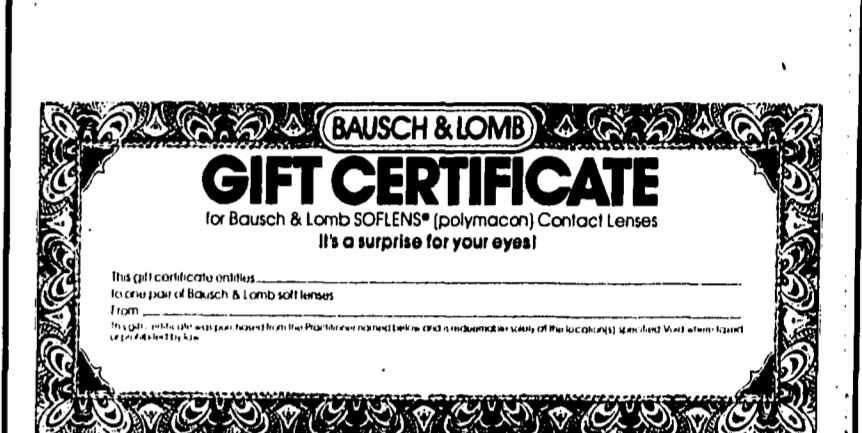 BAUSCH & LOMB
GIFT CERTIFICATE
for Bausch & Lomb SOFLENS® (polymacon) Contact Lenses
It's a surprise for your eyes!
This gift certificate entitles
to one pair of Bausch & Lomb soft lenses
From
This gift certificate was purchased from the Practitioner named below and is redeemable solely at the location(s) specified. Void where taxed
or prohibited by law